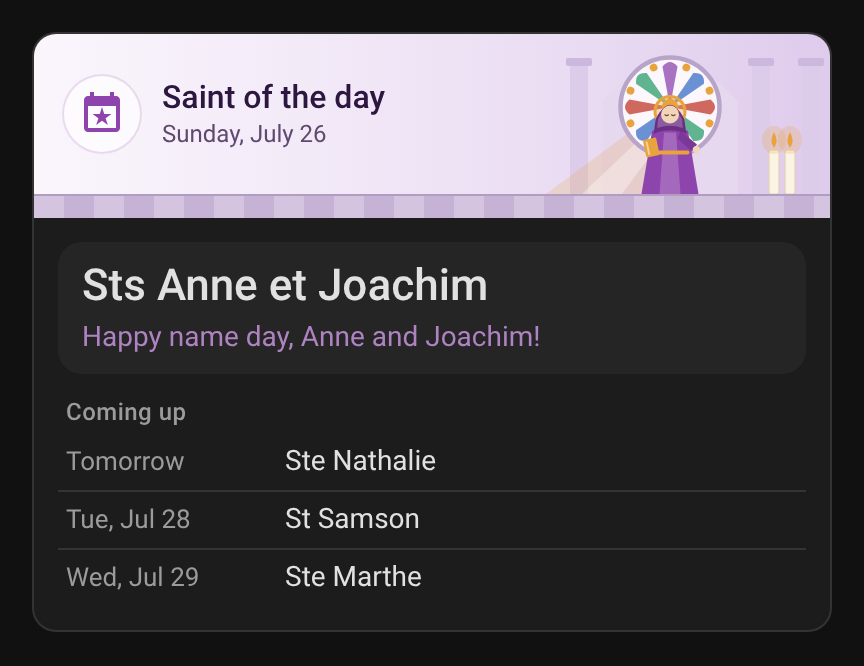 Saint of the day
Sunday, July 26
Sts Anne et Joachim
Happy name day, Anne and Joachim!
Coming up
Tomorrow Ste Nathalie
Tue, Jul 28 St Samson
Wed, Jul 29 Ste Marthe